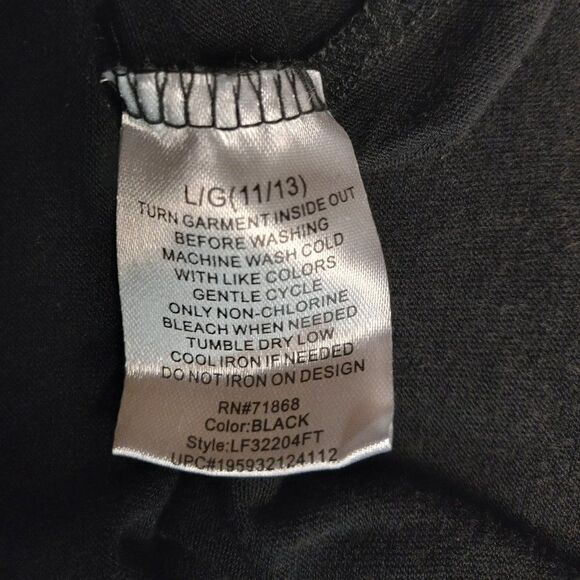 L/G(11/13)
TURN GARMENT INSIDE OUT
BEFORE WASHING
MACHINE WASH COLD
WITH LIKE COLORS
GENTLE CYCLE
ONLY NON-CHLORINE
BLEACH WHEN NEEDED
TUMBLE DRY LOW
COOL IRON IF NEEDED
DO NOT IRON ON DESIGN
RN#71868
Color:BLACK
Style:LF32204FT
UPC#195932124112